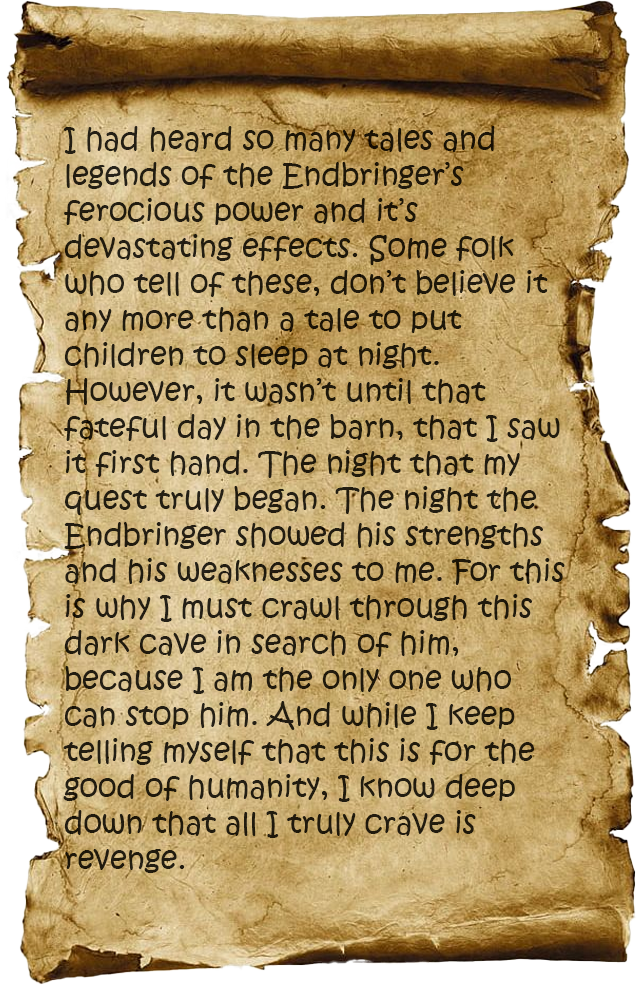 I had heard so many tales and
legends of the Endbringer's
ferocious power and it's
devastating effects. Some folk
who tell of these, don't believe it
any more than a tale to put
children to sleep at night.
However, it wasn't until that
fateful day in the barn, that I saw
it first hand. The night that my
quest truly began. The night the
Endbringer showed his strengths
and his weaknesses to me. For this
is why I must crawl through this
dark cave in search of him,
because I am the only one who
can stop him. And while I keep
telling myself that this is for the
good of humanity, I know deep
down that all I truly crave is
revenge.